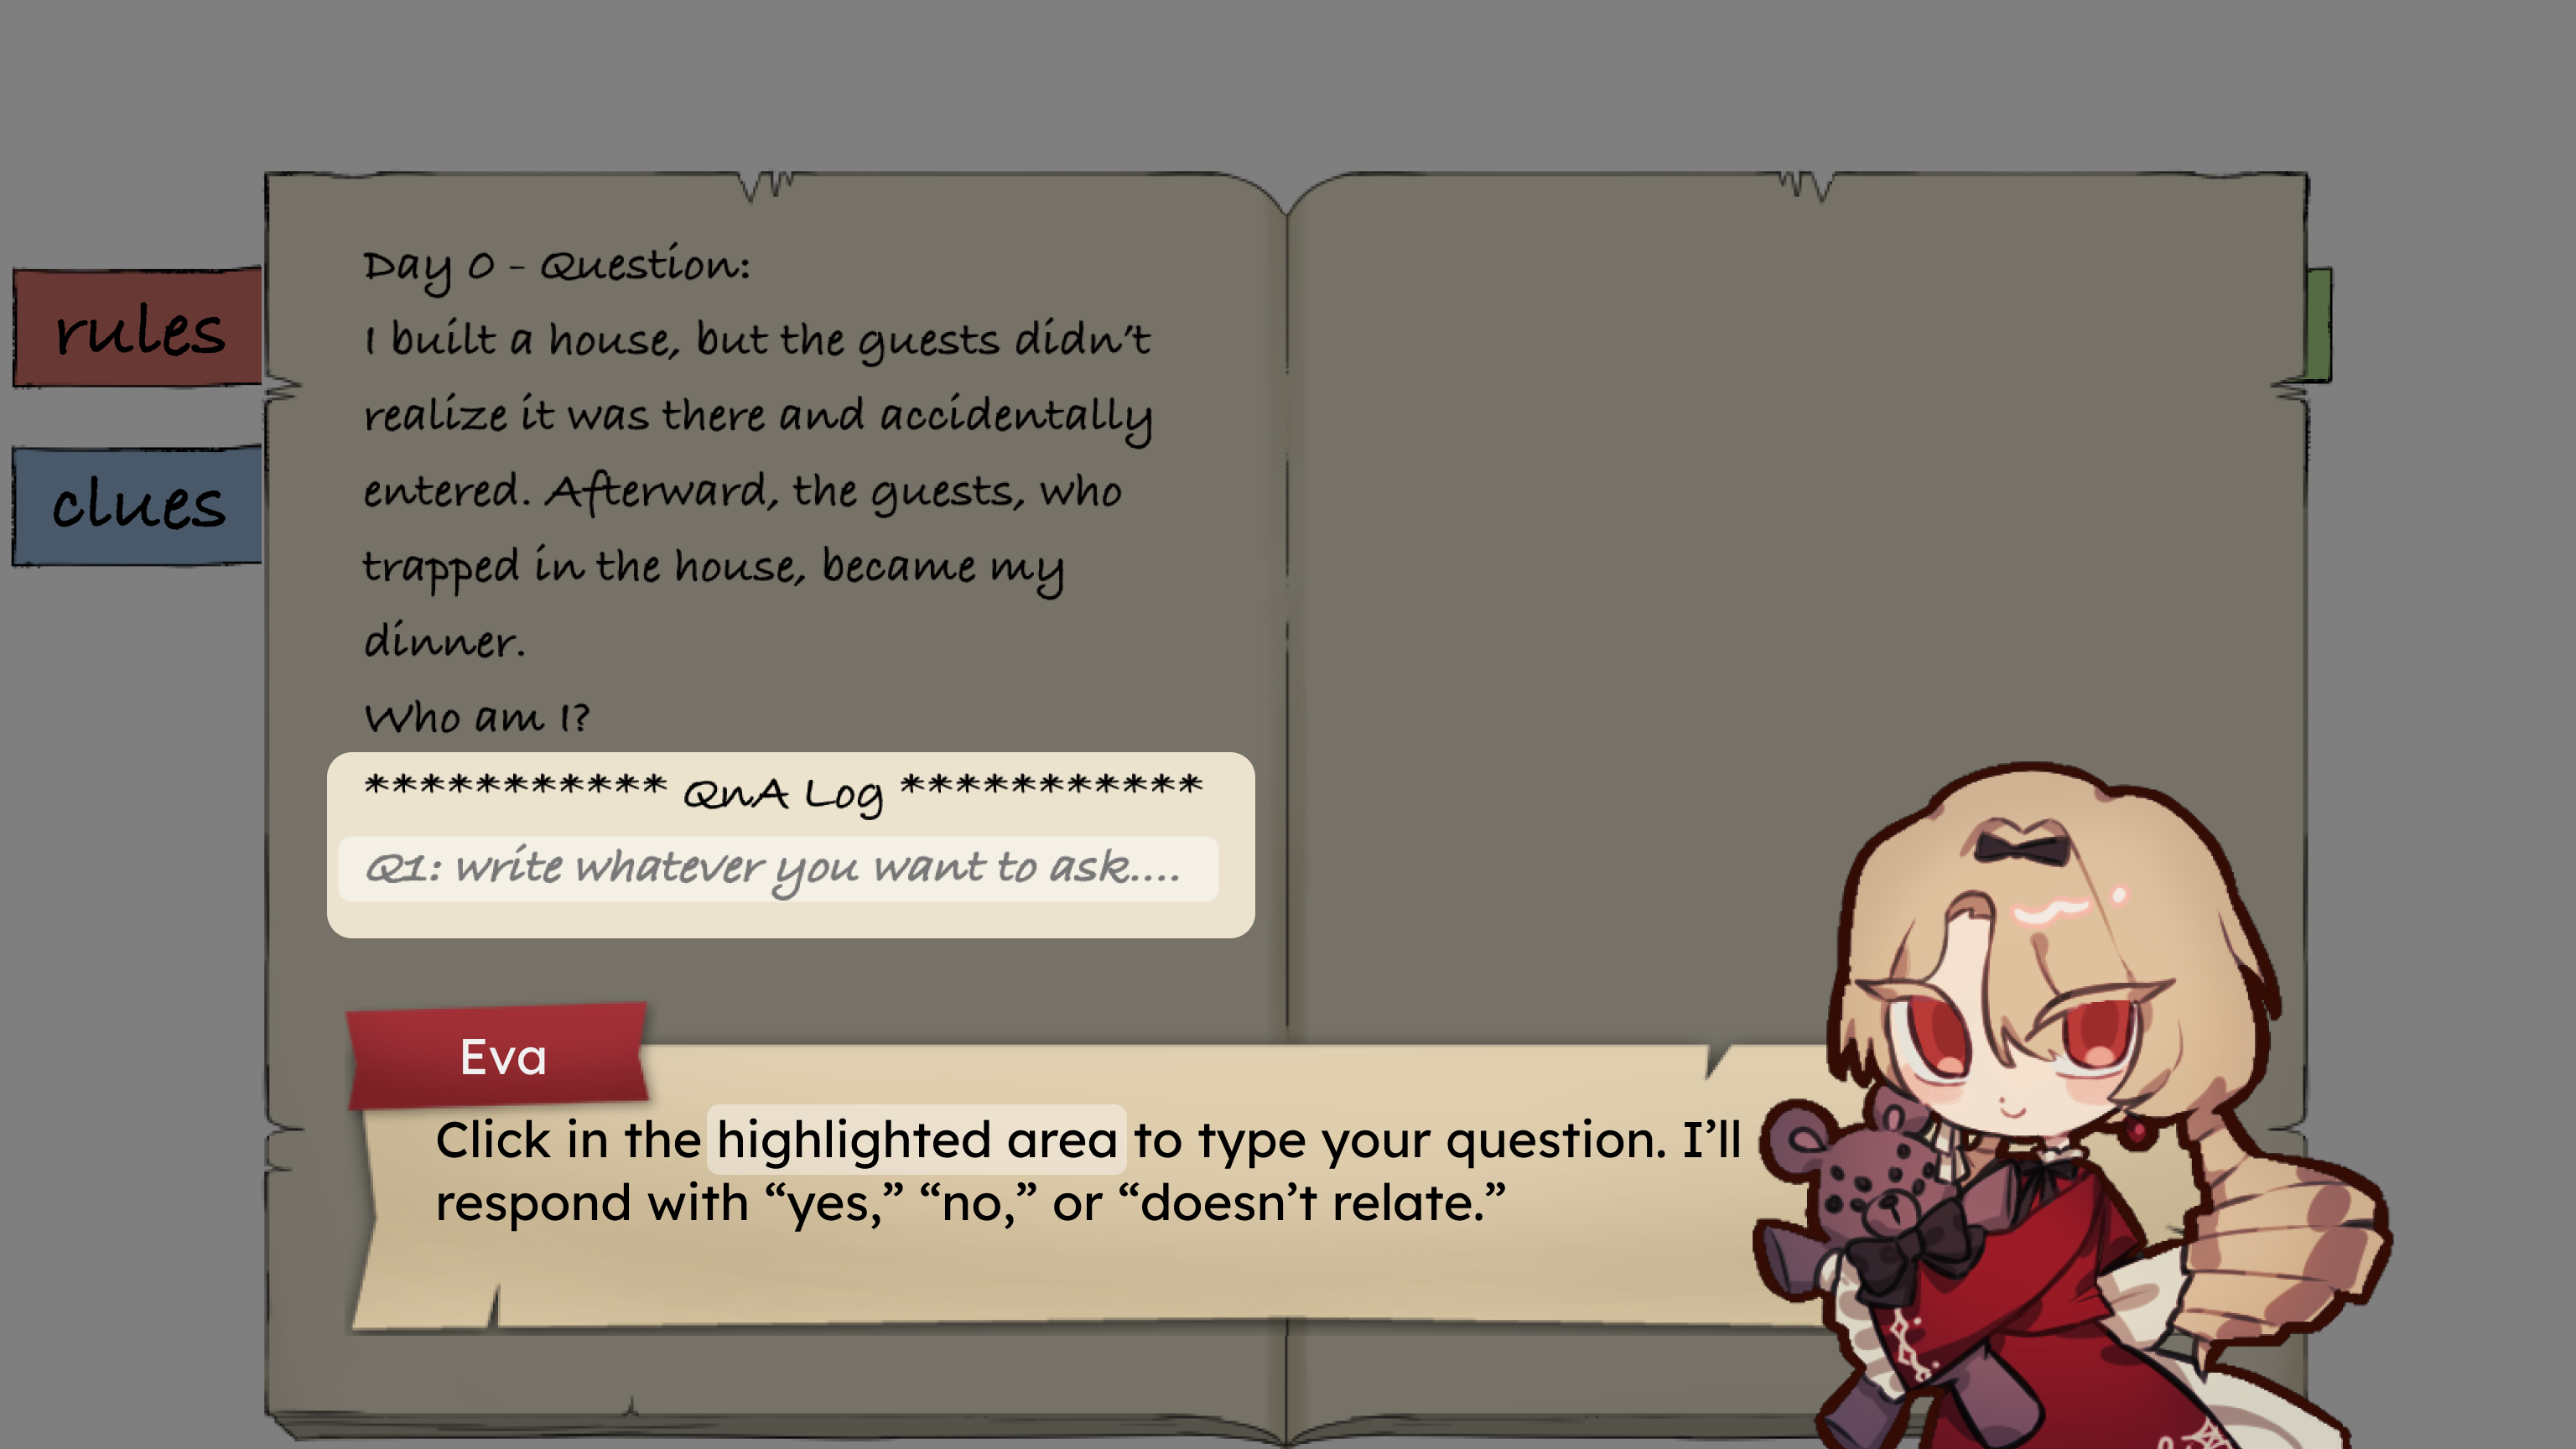 rules
clues
Day 0 - Question:
I built a house, but the guests didn't
realize it was there and accidentally
entered. Afterward, the guests, who
trapped in the house, became my
dinner.
Who am I?
*********** QnA Log ***********
Q1: write whatever you want to ask....
Eva
Click in the highlighted area to type your question. I’ll
respond with “yes,” “no,” or “doesn’t relate.”